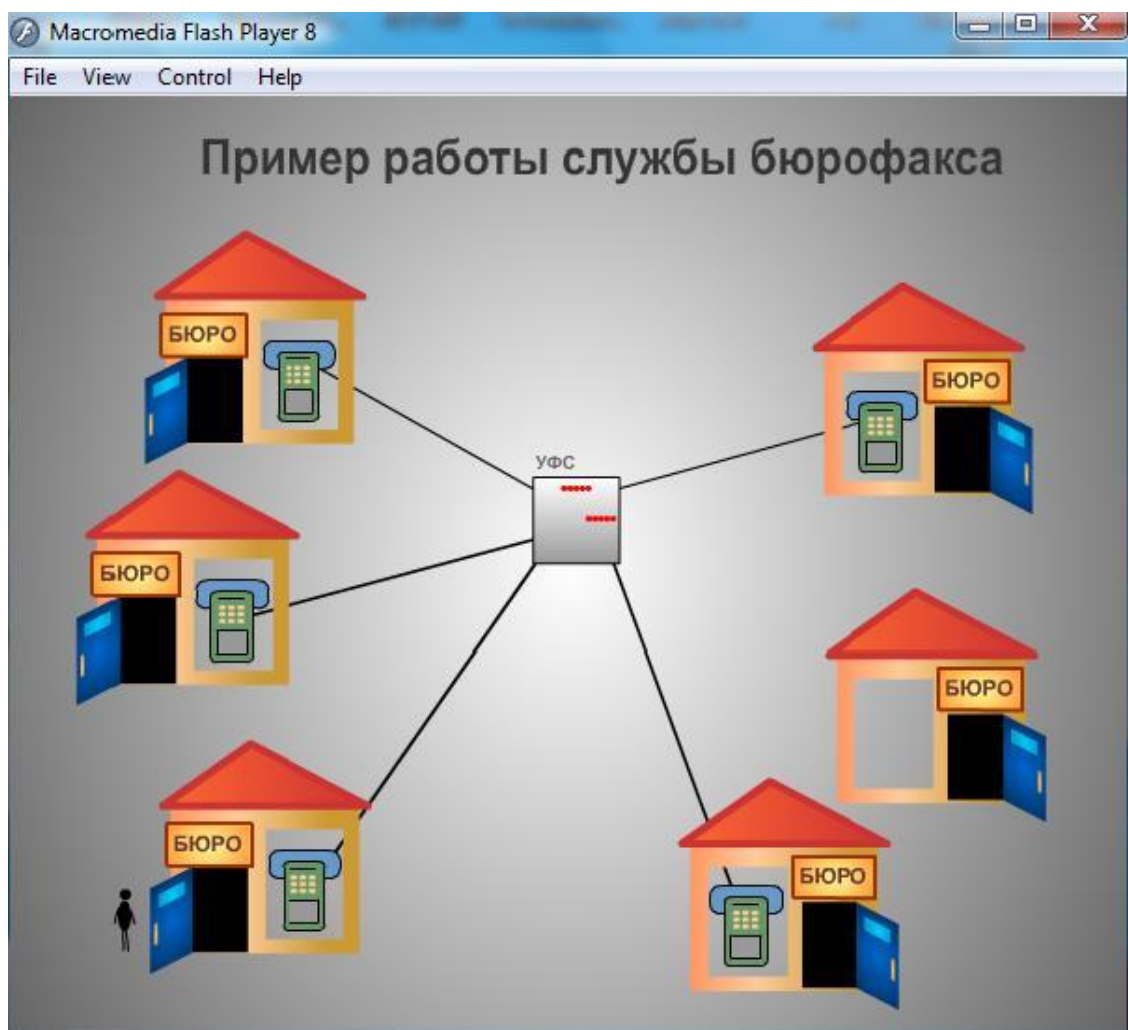 Macromedia Flash Player 8
File View Control Help
Пример работы службы бюрофакса
БЮРО
БЮРО
УФС
БЮРО
БЮРО
БЮРО
БЮРО